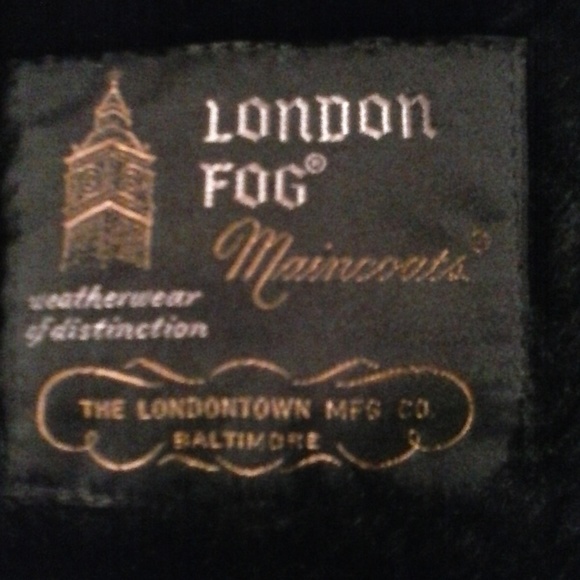 LONDON
FOG®
Maincoats®
weatherwear
of distinction
THE LONDONTOWN MFG CO.
BALTIMORE